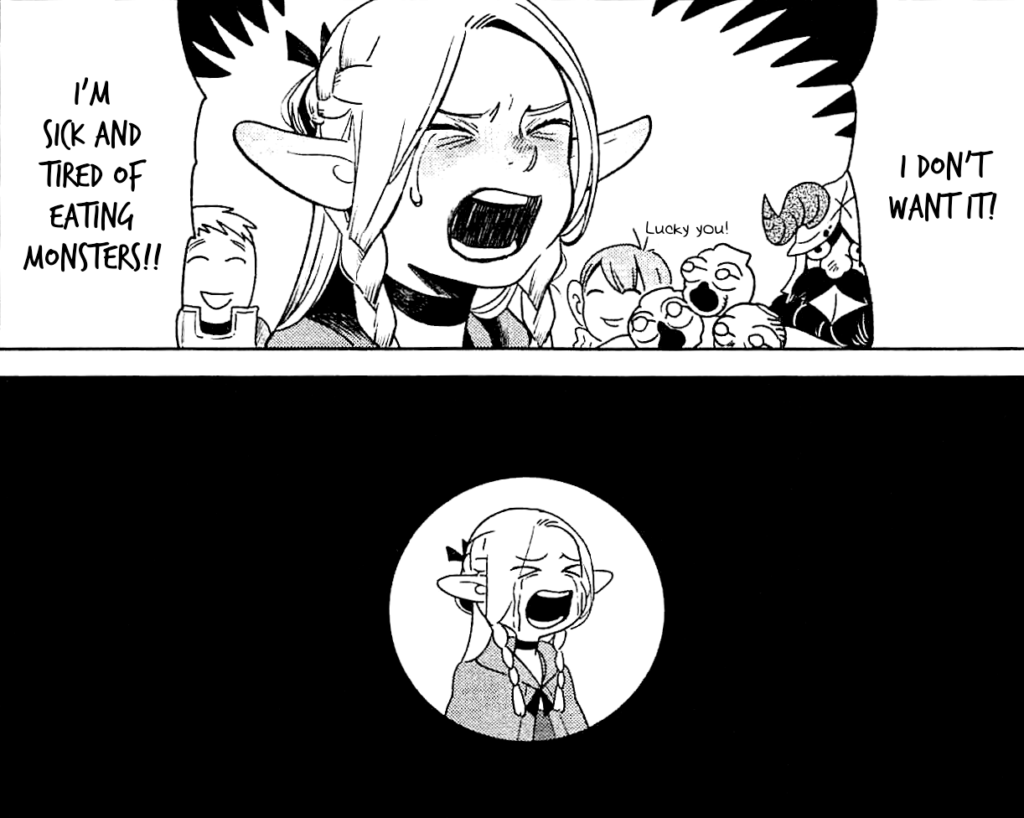 I'M
SICK AND
TIRED OF
EATING
MONSTERS!!
Lucky you!
I DON'T
WANT IT!